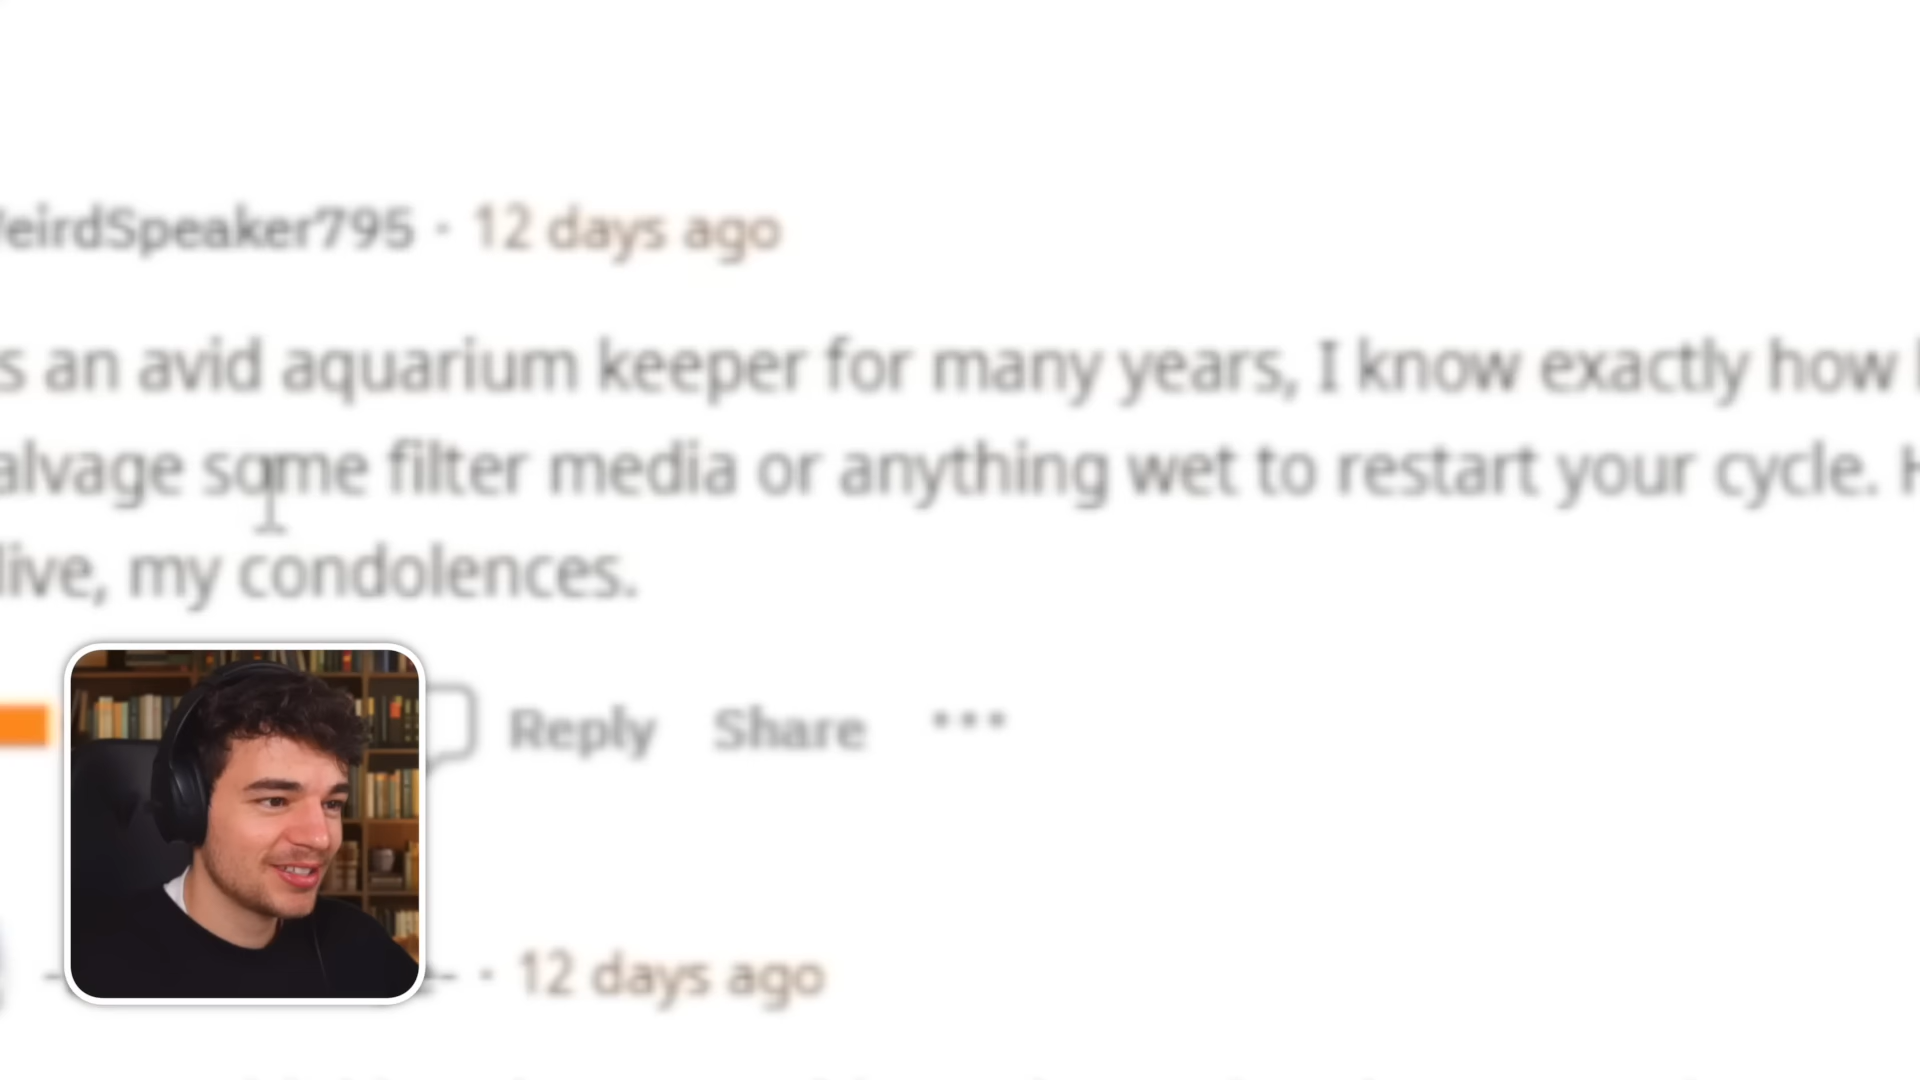 eirdSpeaker795 · 12 days ago
s an avid aquarium keeper for many years, I know exactly how
alvage some filter media or anything wet to restart your cycle. H
live, my condolences.
Reply Share ···
- · 12 days ago